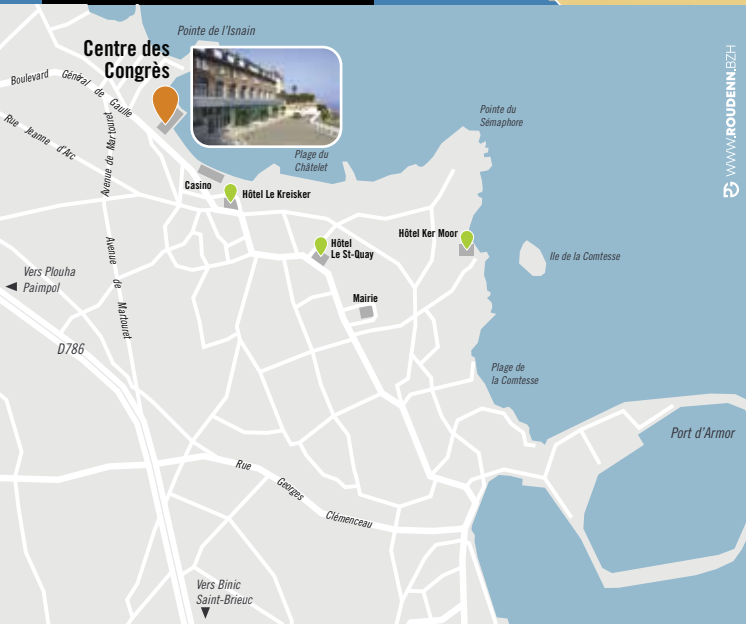 Pointe de l'Isnain
Centre des
Congrès
Boulevard Général de Gaulle
Rue Jeanne d'Arc
Avenue de Martouret
Pointe du
Sémaphore
WWW.ROUDENN.BZH
Plage du
Châtelet
Casino
Hôtel Le Kreisker
Hôtel
Le St-Quay
Hôtel Ker Moor
Ile de la Comtesse
Avenue de Martouret
Vers Plouha
Paimpol
Mairie
D786
Plage de
la Comtesse
Port d'Armor
Rue Georges Clémenceau
Vers Binic
Saint-Brieuc